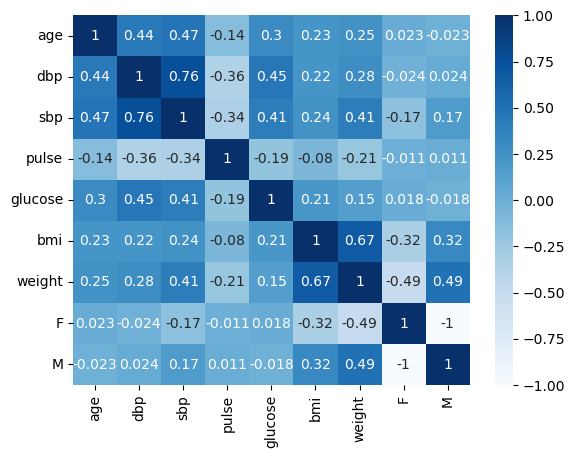 age 1 0.44 0.47 -0.14 0.3 0.23 0.25 0.023 -0.023
dbp 0.44 1 0.76 -0.36 0.45 0.22 0.28 -0.024 0.024
sbp 0.47 0.76 1 -0.34 0.41 0.24 0.41 -0.17 0.17
pulse -0.14 -0.36 -0.34 1 -0.19 -0.08 -0.21 -0.011 0.011
glucose 0.3 0.45 0.41 -0.19 1 0.21 0.15 0.018 -0.018
bmi 0.23 0.22 0.24 -0.08 0.21 1 0.67 -0.32 0.32
weight 0.25 0.28 0.41 -0.21 0.15 0.67 1 -0.49 0.49
F 0.023 -0.024 -0.17 -0.011 0.018 -0.32 -0.49 1 -1
M -0.023 0.024 0.17 0.011 -0.018 0.32 0.49 -1 1
age dbp sbp pulse glucose bmi weight F M
1.00
0.75
0.50
0.25
0.00
-0.25
-0.50
-0.75
-1.00